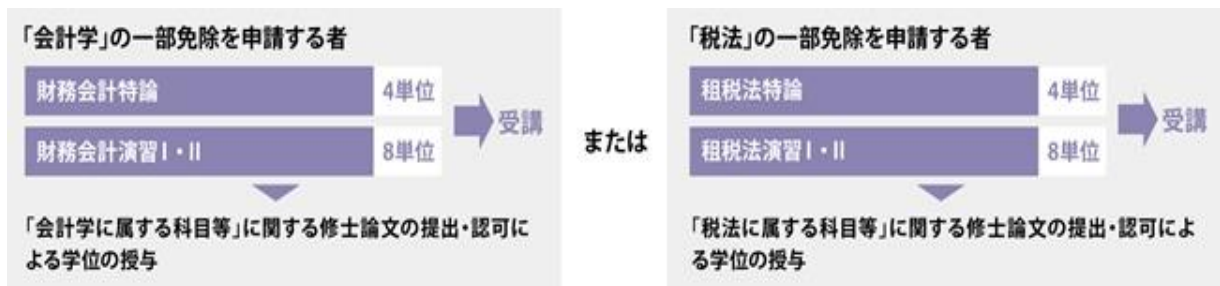 「会計学」の一部免除を申請する者
財務会計特論 4単位
財務会計演習Ⅰ・Ⅱ 8単位
受講
「会計学に属する科目等」に関する修士論文の提出・認可に
よる学位の授与
または
「税法」の一部免除を申請する者
租税法特論 4単位
租税法演習Ⅰ・Ⅱ 8単位
受講
「税法に属する科目等」に関する修士論文の提出・認可によ
る学位の授与